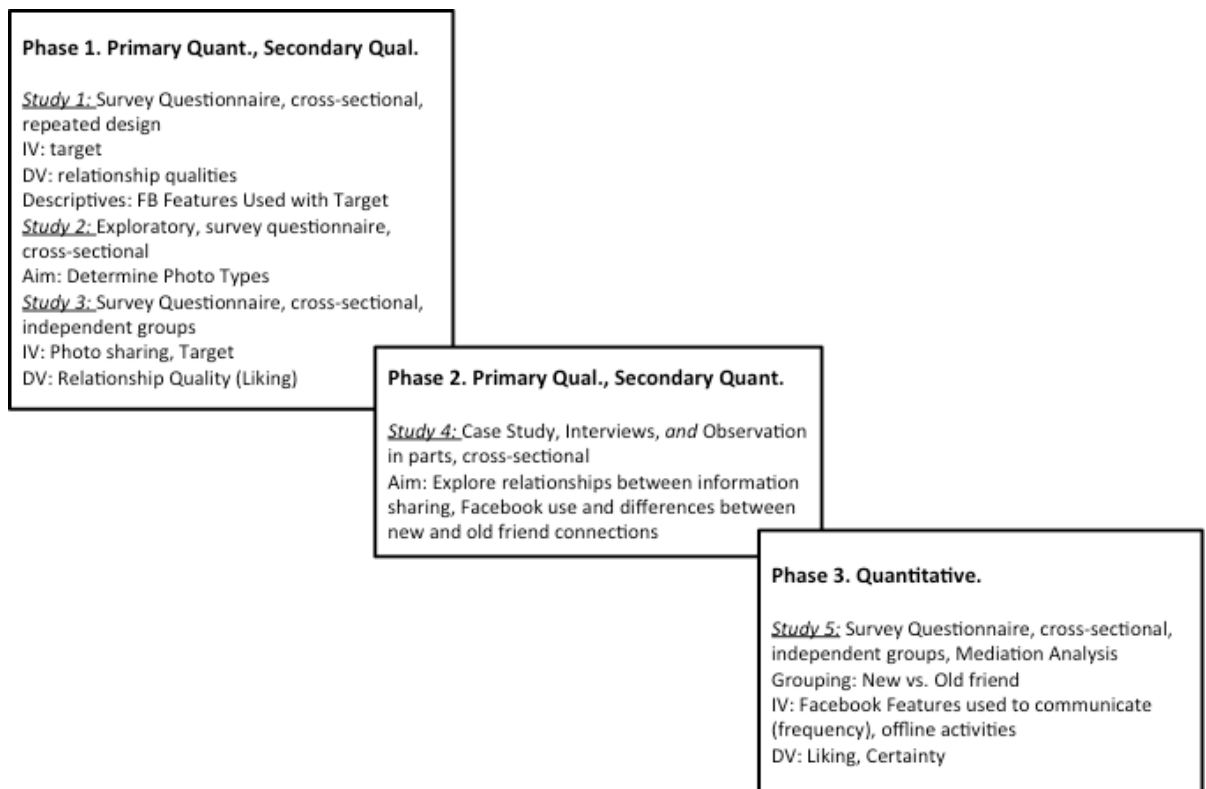 Phase 1. Primary Quant., Secondary Qual.
Study 1: Survey Questionnaire, cross-sectional,
repeated design
IV: target
DV: relationship qualities
Descriptives: FB Features Used with Target
Study 2: Exploratory, survey questionnaire,
cross-sectional
Aim: Determine Photo Types
Study 3: Survey Questionnaire, cross-sectional,
independent groups
IV: Photo sharing, Target
DV: Relationship Quality (Liking)
Phase 2. Primary Qual., Secondary Quant.
Study 4: Case Study, Interviews, and Observation
in parts, cross-sectional
Aim: Explore relationships between information
sharing, Facebook use and differences between
new and old friend connections
Phase 3. Quantitative.
Study 5: Survey Questionnaire, cross-sectional,
independent groups, Mediation Analysis
Grouping: New vs. Old friend
IV: Facebook Features used to communicate
(frequency), offline activities
DV: Liking, Certainty